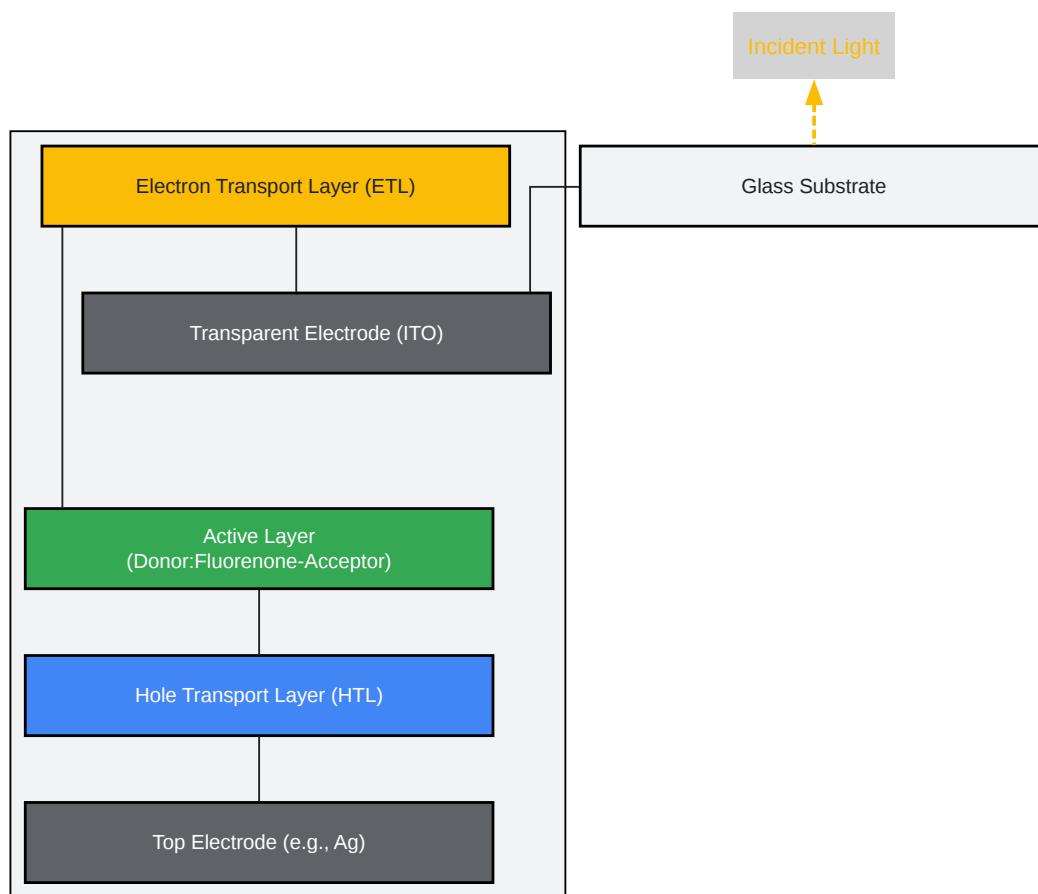 Incident Light
Electron Transport Layer (ETL)
Glass Substrate
Transparent Electrode (ITO)
Active Layer
(Donor:Fluorenone-Acceptor)
Hole Transport Layer (HTL)
Top Electrode (e.g., Ag)